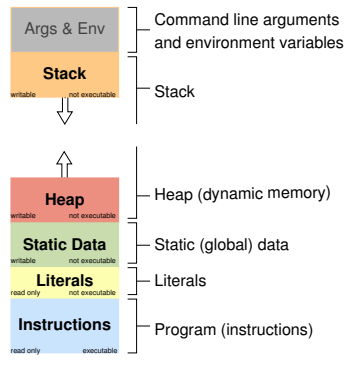 Args & Env
Command line arguments
and environment variables
Stack
writable not executable
Stack
Heap
writable not executable
Heap (dynamic memory)
Static Data
writable not executable
Static (global) data
Literals
read only not executable
Literals
Instructions
read only executable
Program (instructions)